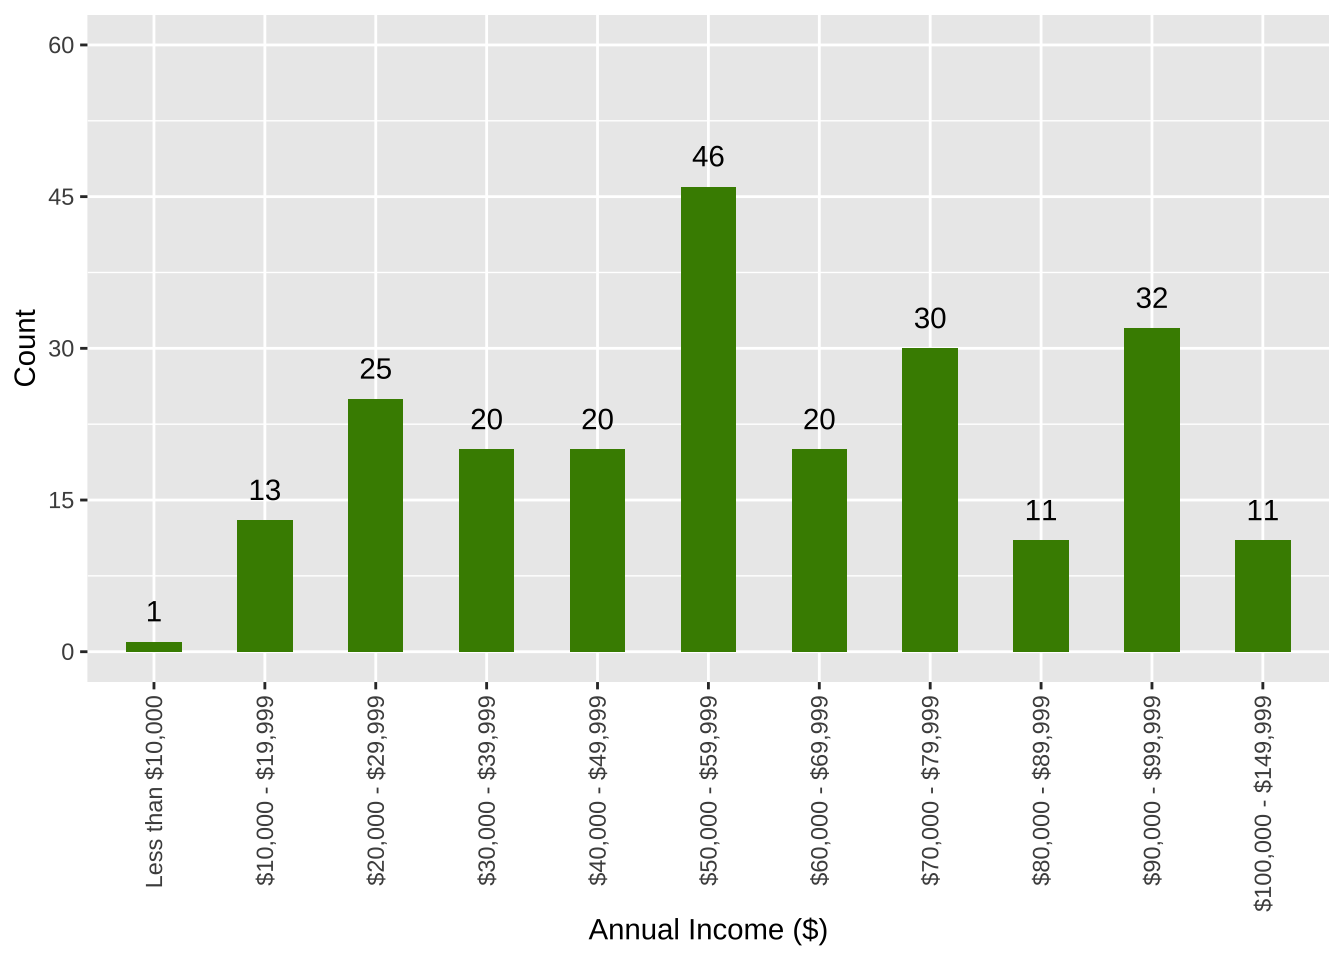 60
45
30
15
0
Count
1
13
25
20
20
46
20
30
11
32
11
Less than $10,000
$10,000 - $19,999
$20,000 - $29,999
$30,000 - $39,999
$40,000 - $49,999
$50,000 - $59,999
$60,000 - $69,999
$70,000 - $79,999
$80,000 - $89,999
$90,000 - $99,999
$100,000 - $149,999
Annual Income ($)